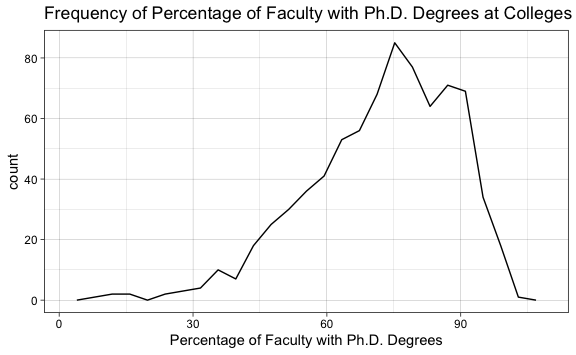 Frequency of Percentage of Faculty with Ph.D. Degrees at Colleges
80
60
40
20
0
count
0 30 60 90
Percentage of Faculty with Ph.D. Degrees